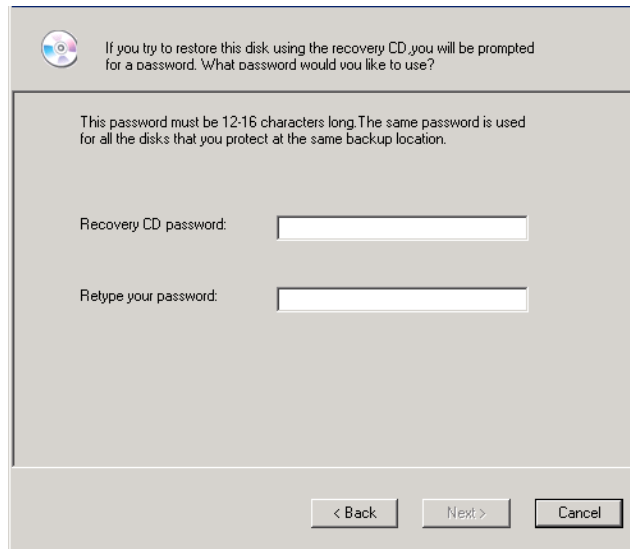 If you try to restore this disk using the recovery CD,you will be prompted
for a password. What password would you like to use?
This password must be 12-16 characters long.The same password is used
for all the disks that you protect at the same backup location.
Recovery CD password:
Retype your password:
< Back
Next >
Cancel